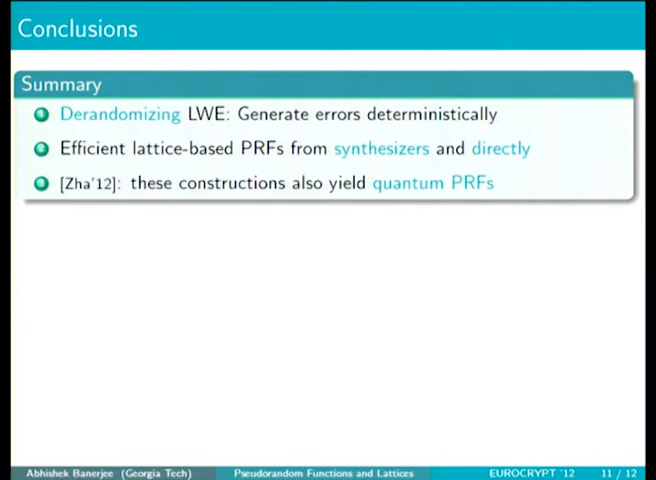 Conclusions
Summary
Derandomizing LWE: Generate errors deterministically
Efficient lattice-based PRFs from synthesizers and directly
[Zha'12]: these constructions also yield quantum PRFs
Abhishek Banerjee (Georgia Tech) Pseudorandom Functions and Lattices EUROCRYPT '12 11 / 12